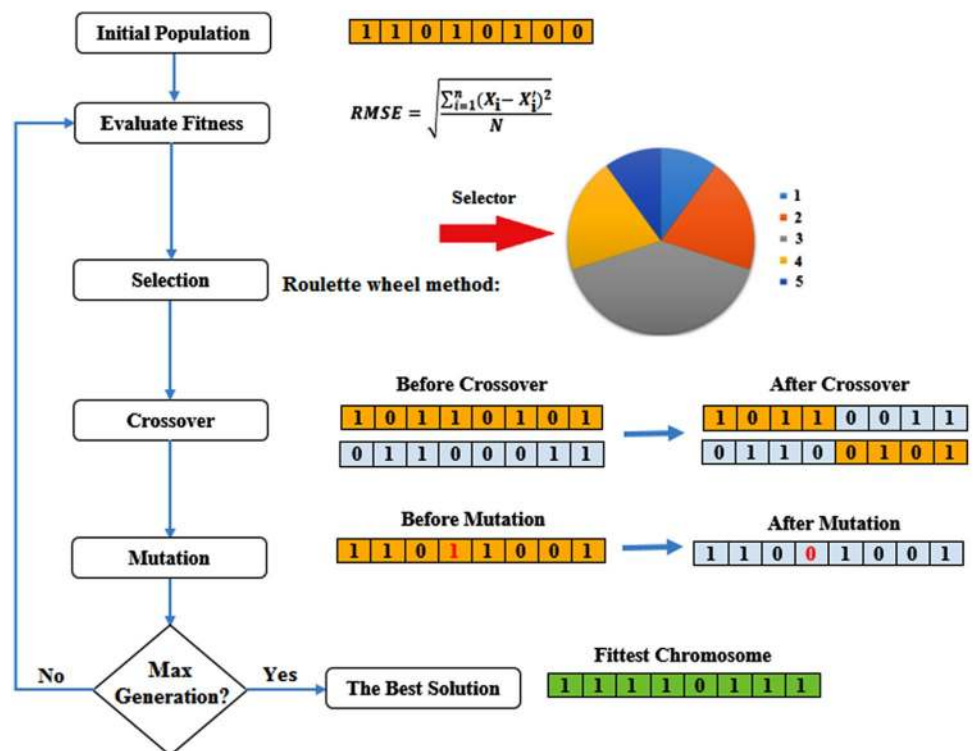 Initial Population
1 1 0 1 0 1 0 0
RMSE = √(∑ⁿᵢ₌₁(Xᵢ − X′ᵢ)² / N)
Evaluate Fitness
Selector
1
2
3
4
5
Selection
Roulette wheel method:
Before Crossover
After Crossover
1 0 1 1 0 1 0 1
1 0 1 1 0 0 1 1
Crossover
0 1 1 0 0 0 1 1
0 1 1 0 0 1 0 1
Before Mutation
After Mutation
Mutation
1 1 0 1 1 0 0 1
1 1 0 0 1 0 0 1
No
Max
Generation?
Yes
The Best Solution
Fittest Chromosome
1 1 1 1 0 1 1 1